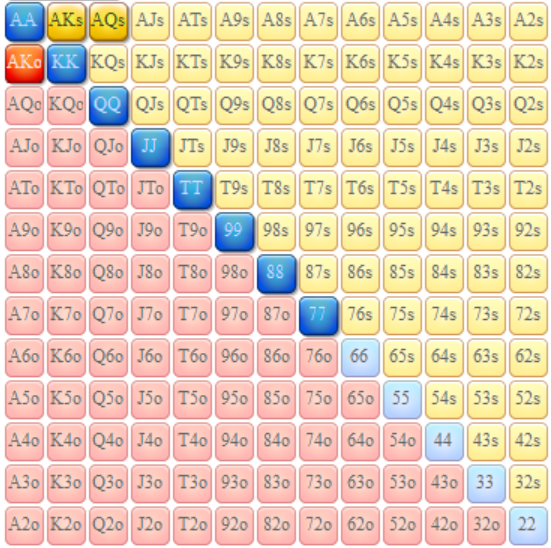 AA AKs AQs AJs ATs A9s A8s A7s A6s A5s A4s A3s A2s
AKo KK KQs KJs KTs K9s K8s K7s K6s K5s K4s K3s K2s
AQo KQo QQ QJs QTs Q9s Q8s Q7s Q6s Q5s Q4s Q3s Q2s
AJo KJo QJo JJ JTs J9s J8s J7s J6s J5s J4s J3s J2s
ATo KTo QTo JTo TT T9s T8s T7s T6s T5s T4s T3s T2s
A9o K9o Q9o J9o T9o 99 98s 97s 96s 95s 94s 93s 92s
A8o K8o Q8o J8o T8o 98o 88 87s 86s 85s 84s 83s 82s
A7o K7o Q7o J7o T7o 97o 87o 77 76s 75s 74s 73s 72s
A6o K6o Q6o J6o T6o 96o 86o 76o 66 65s 64s 63s 62s
A5o K5o Q5o J5o T5o 95o 85o 75o 65o 55 54s 53s 52s
A4o K4o Q4o J4o T4o 94o 84o 74o 64o 54o 44 43s 42s
A3o K3o Q3o J3o T3o 93o 83o 73o 63o 53o 43o 33 32s
A2o K2o Q2o J2o T2o 92o 82o 72o 62o 52o 42o 32o 22